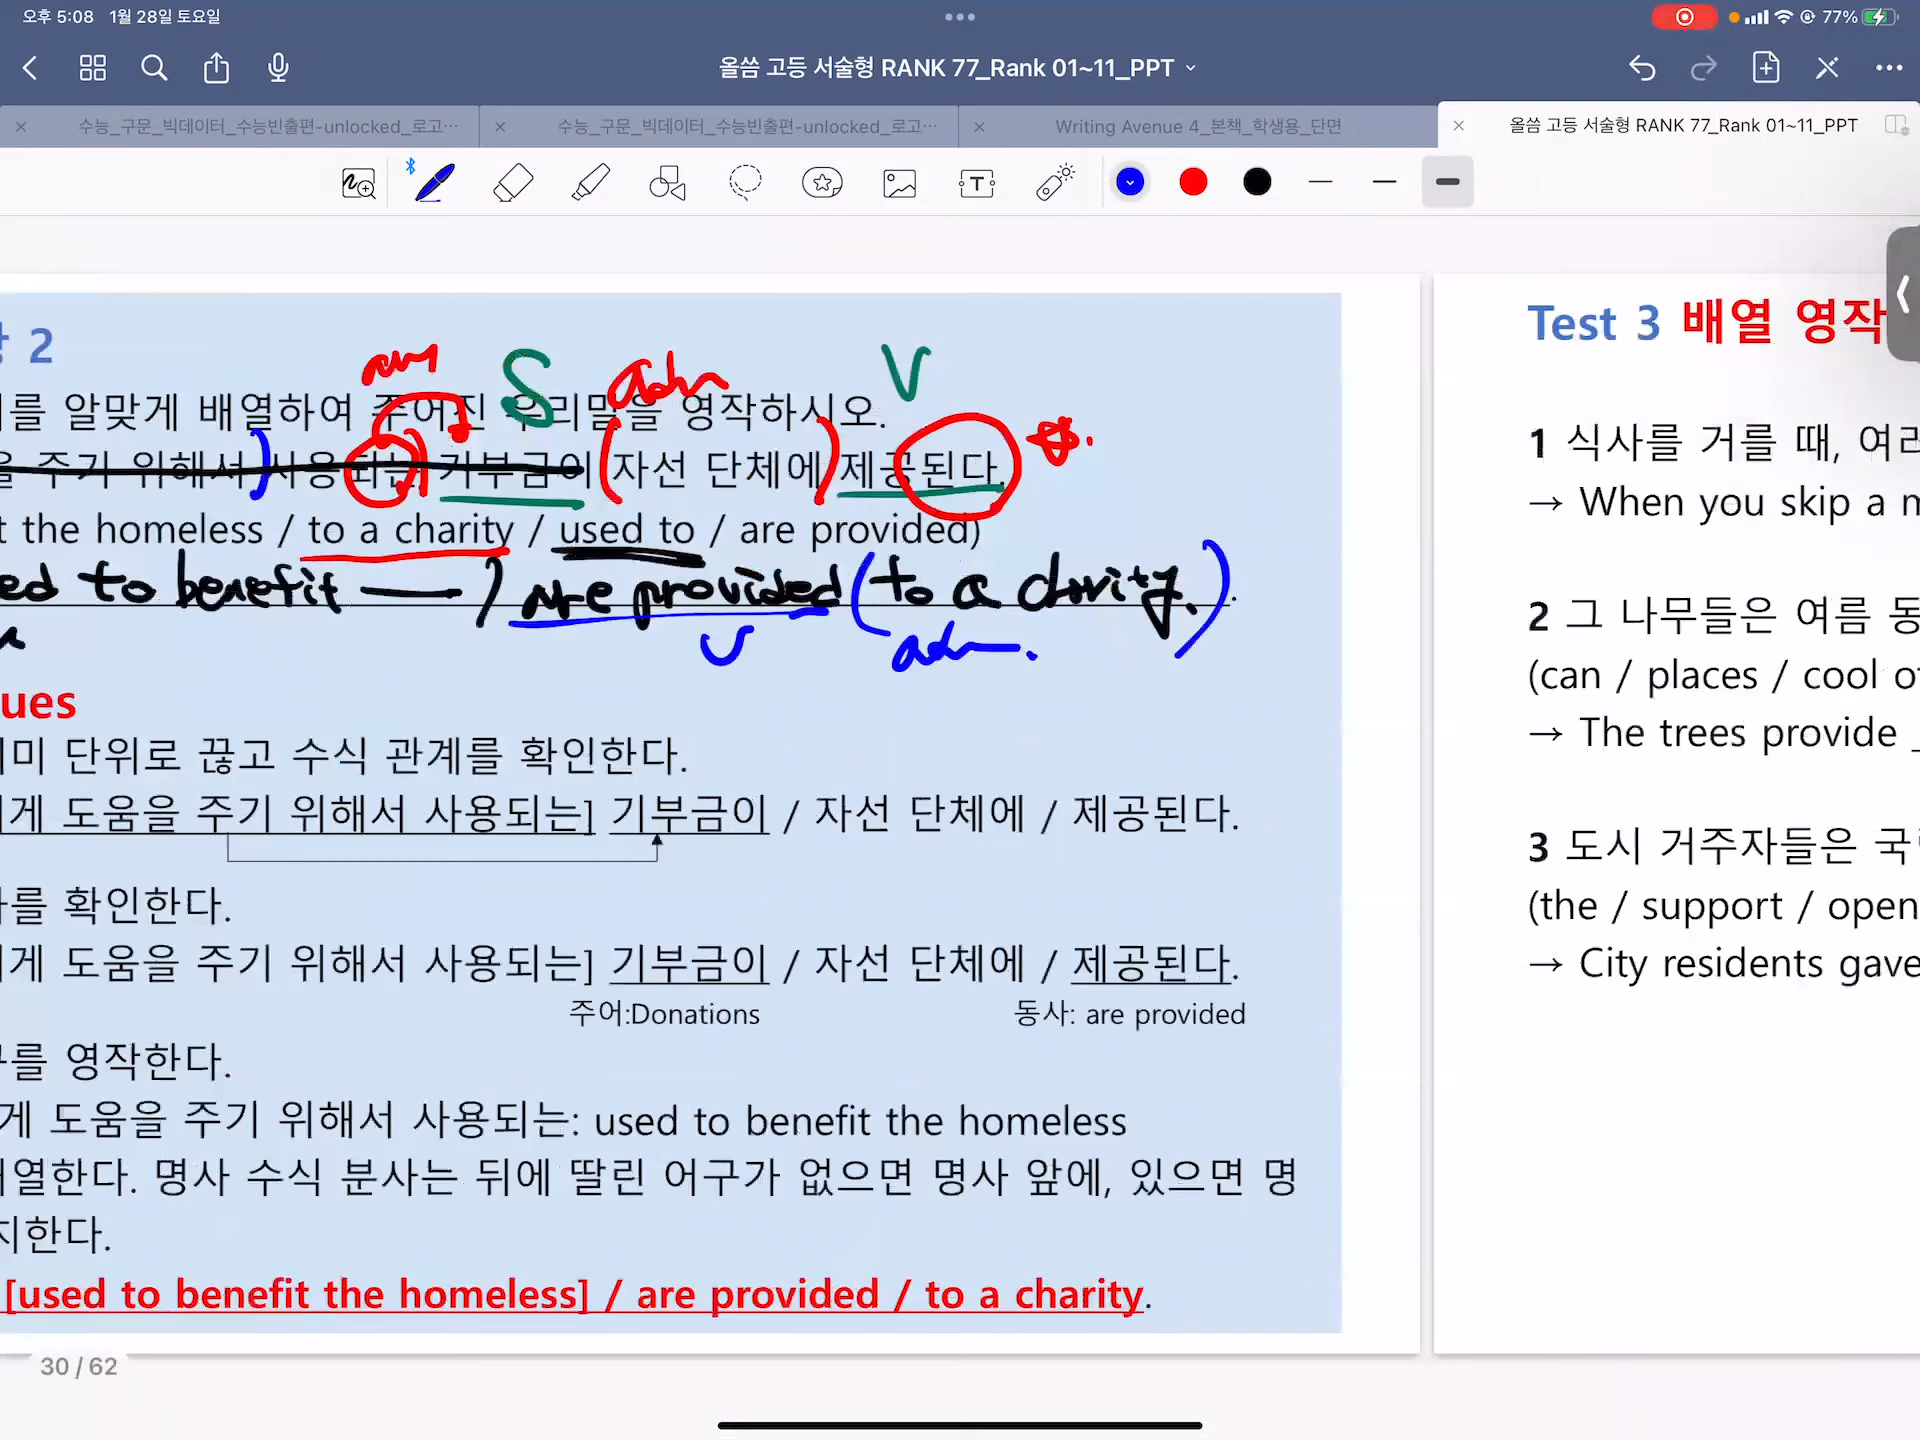 오후 5:08 1월 28일 토요일
77%
올씀 고등 서술형 RANK 77_Rank 01~11_PPT
수능_구문_빅데이터_수능빈출편-unlocked_로고…
수능_구문_빅데이터_수능빈출편-unlocked_로고…
Writing Avenue 4_본책_학생용_단면
올씀 고등 서술형 RANK 77_Rank 01~11_PPT
2
S
V
를 알맞게 배열하여 주어진 우리말을 영작하시오.
주기 위해서 ) 사용되는 기부금이 ( 자선 단체에 ) 제공된다.
the homeless / to a charity / used to / are provided)
ed to benefit — ) are provided (to a charity. ).
V
ues
미 단위로 끊고 수식 관계를 확인한다.
게 도움을 주기 위해서 사용되는] 기부금이 / 자선 단체에 / 제공된다.
를 확인한다.
게 도움을 주기 위해서 사용되는] 기부금이 / 자선 단체에 / 제공된다.
주어:Donations 동사: are provided
를 영작한다.
게 도움을 주기 위해서 사용되는: used to benefit the homeless
열한다. 명사 수식 분사는 뒤에 딸린 어구가 없으면 명사 앞에, 있으면 명
치한다.
[used to benefit the homeless] / are provided / to a charity.
30 / 62
Test 3 배열 영작
1 식사를 거를 때, 여러
→ When you skip a m
2 그 나무들은 여름 동
(can / places / cool o
→ The trees provide _
3 도시 거주자들은 국
(the / support / open
→ City residents gave